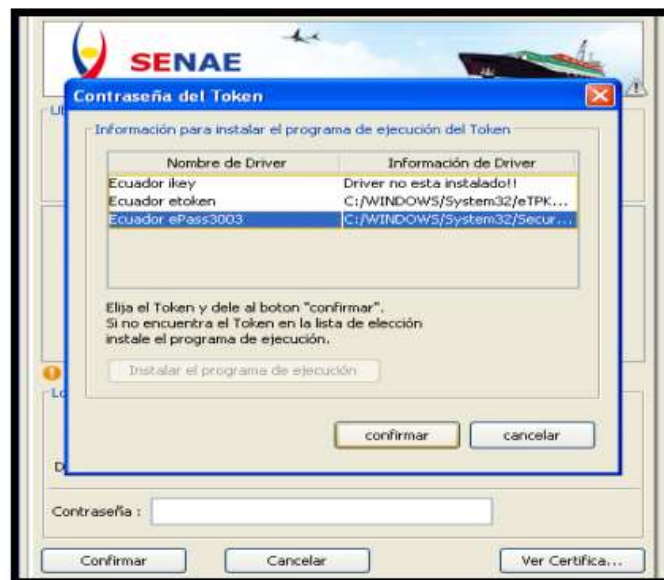 SENAE
Contraseña del Token
Información para instalar el programa de ejecución del Token
Nombre de Driver Información de Driver
Ecuador ikey Driver no esta instalado!!
Ecuador etoken C:/WINDOWS/System32/eTPK...
Ecuador ePass3003 C:/WINDOWS/System32/Secur...
Elija el Token y dele al boton "confirmar".
Si no encuentra el Token en la lista de elección
instale el programa de ejecución.
Instalar el programa de ejecución
confirmar cancelar
Contraseña :
Confirmar Cancelar Ver Certifica...